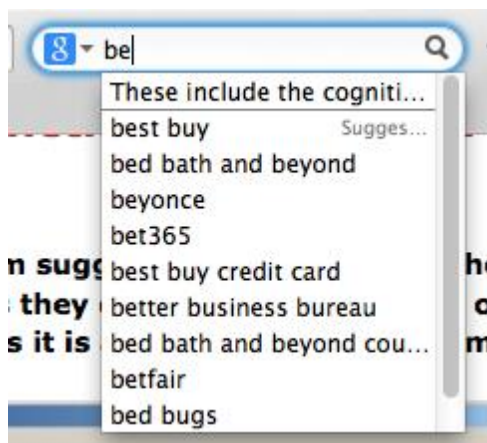 8 be
These include the cogniti...
best buy Sugges...
bed bath and beyond
beyonce
bet365
best buy credit card
better business bureau
bed bath and beyond cou...
betfair
bed bugs
sugg
they
s it is